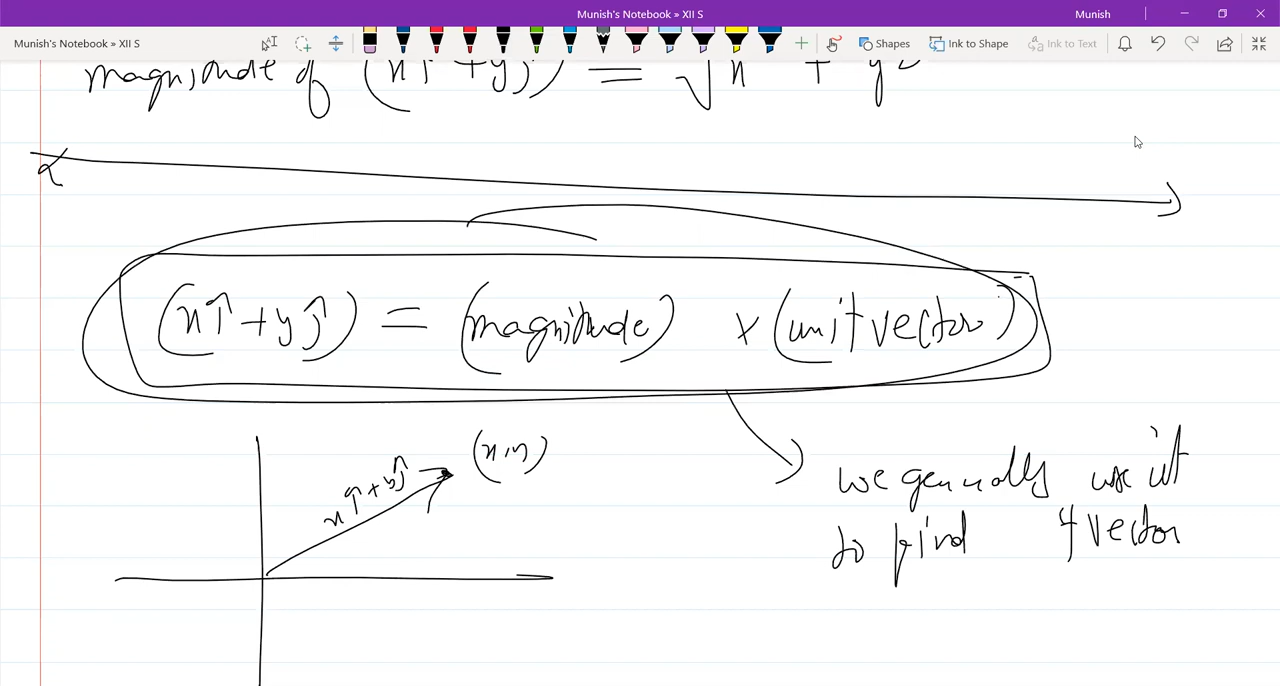 Munish's Notebook » XII S
Munish
Munish's Notebook » XII S
Shapes
Ink to Shape
Ink to Text
magnitude of (xî + yĵ) = √x + y2
(xî + yĵ) = (magnitude) × (unit vector)
(x,y)
xî + yĵ
we generally use it
to find vector